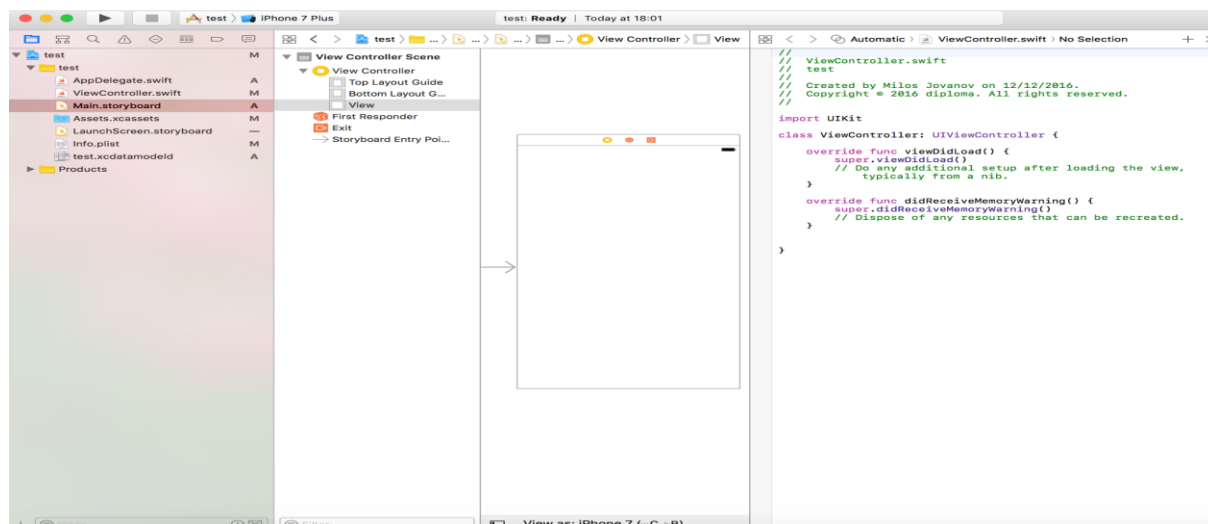 test
iPhone 7 Plus
test: Ready | Today at 18:01
test M
test
AppDelegate.swift A
ViewController.swift M
Main.storyboard A
Assets.xcassets M
LaunchScreen.storyboard —
Info.plist M
test.xcdatamodeld A
Products
test ... ... ... ... View Controller View
View Controller Scene
View Controller
Top Layout Guide
Bottom Layout G...
View
First Responder
Exit
Storyboard Entry Poi...
View as: iPhone 7
Automatic ViewController.swift No Selection
//
// ViewController.swift
// test
//
// Created by Milos Jovanov on 12/12/2016.
// Copyright © 2016 diploma. All rights reserved.
//
import UIKit
class ViewController: UIViewController {
override func viewDidLoad() {
super.viewDidLoad()
// Do any additional setup after loading the view,
typically from a nib.
}
override func didReceiveMemoryWarning() {
super.didReceiveMemoryWarning()
// Dispose of any resources that can be recreated.
}
}